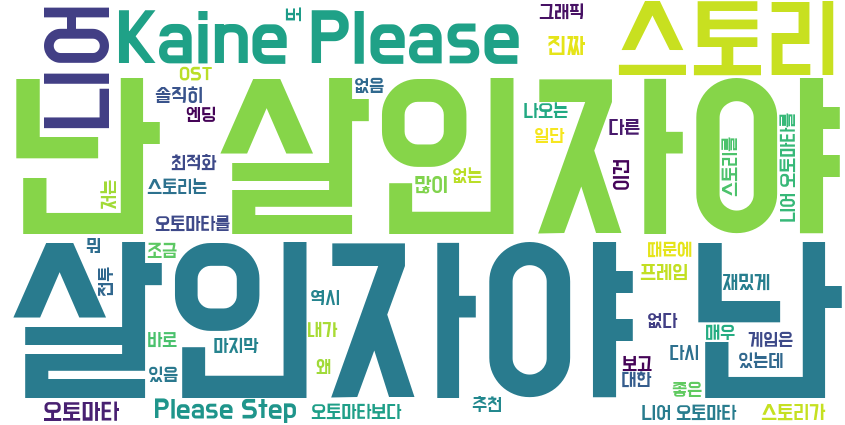 니어
Kaine Please
버
그래픽
진짜
스토리
OST
솔직히
엔딩
없음
나오는
일단
다른
난 살인자야
최적화
저는
스토리는
많이
없는
이건
스토리를
니어 오토마타를
오토마타를
뭐
조금
전투
때문에
프레임
재밌게
살인자야 난
역시
내가
바로
마지막
왜
있음
없다
매우
게임은
다시
있는데
보고
대한
좋은
오토마타
Please Step
오토마타보다
추천
니어 오토마타
스토리가